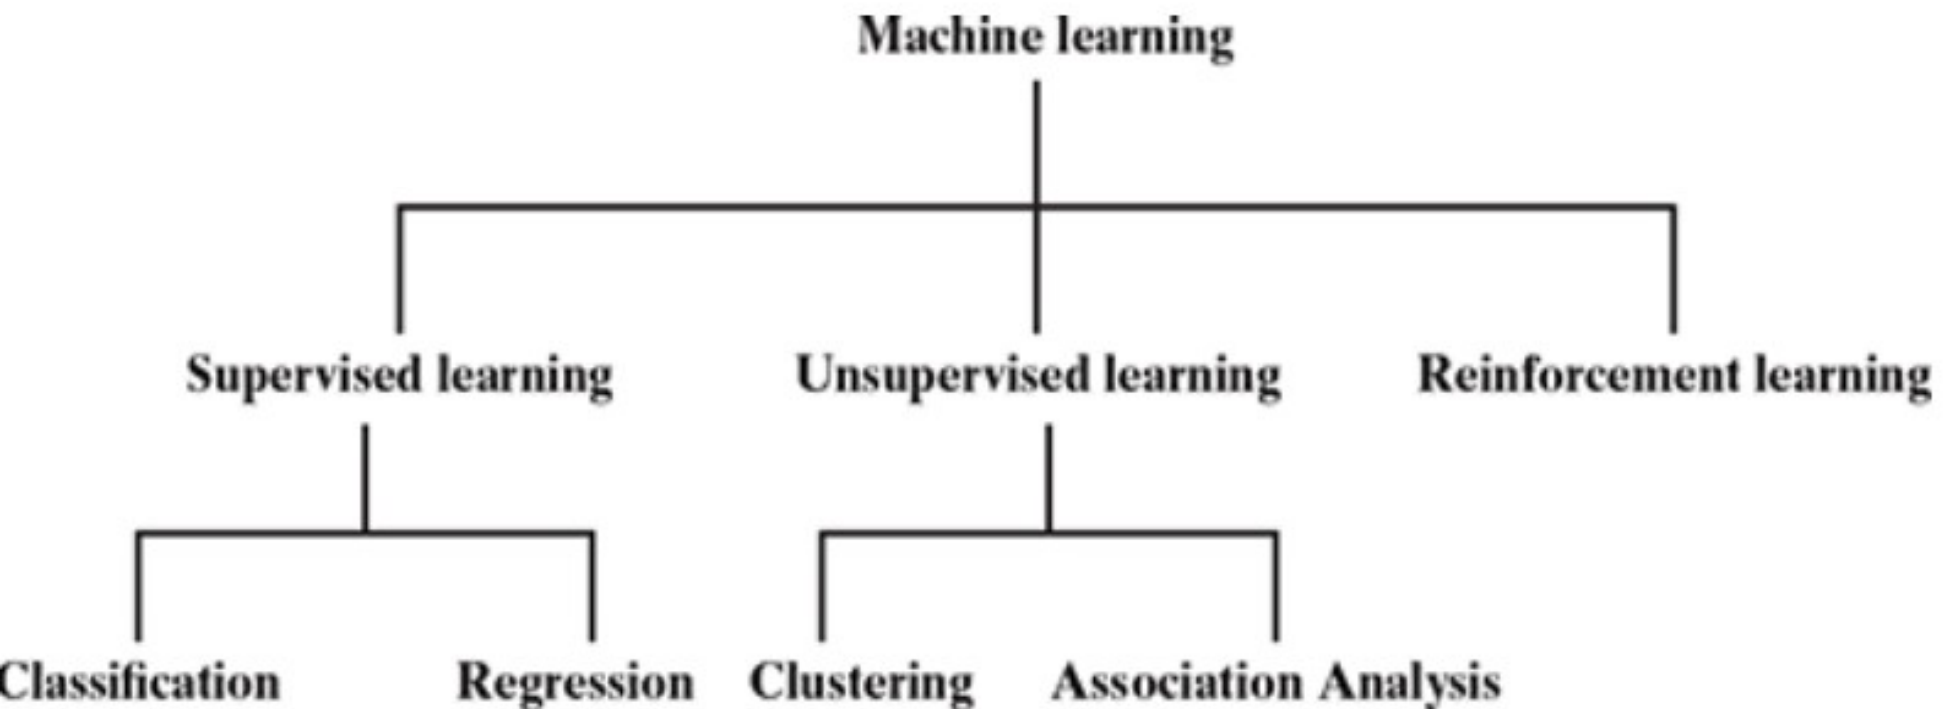 Machine learning
Supervised learning Unsupervised learning Reinforcement learning
Classification Regression Clustering Association Analysis